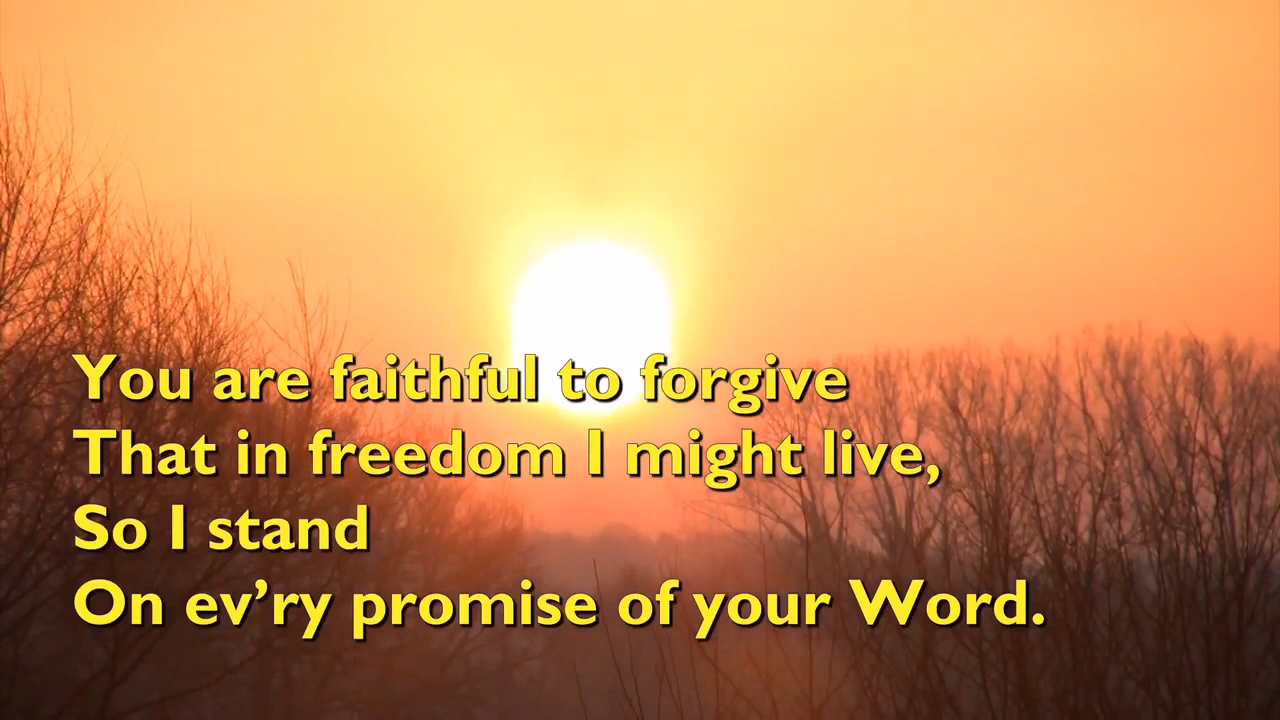 You are faithful to forgive
That in freedom I might live,
So I stand
On ev’ry promise of your Word.